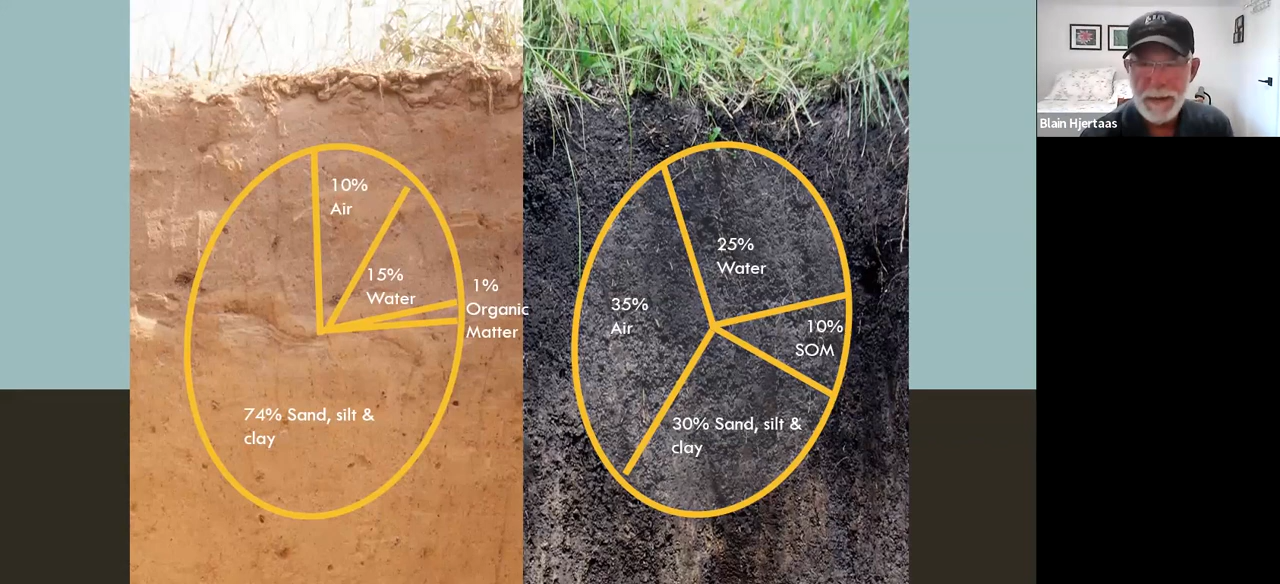 10%
Air
15%
Water
1%
Organic
Matter
74% Sand, silt &
clay
25%
Water
35%
Air
10%
SOM
30% Sand, silt &
clay
Blain Hjertaas